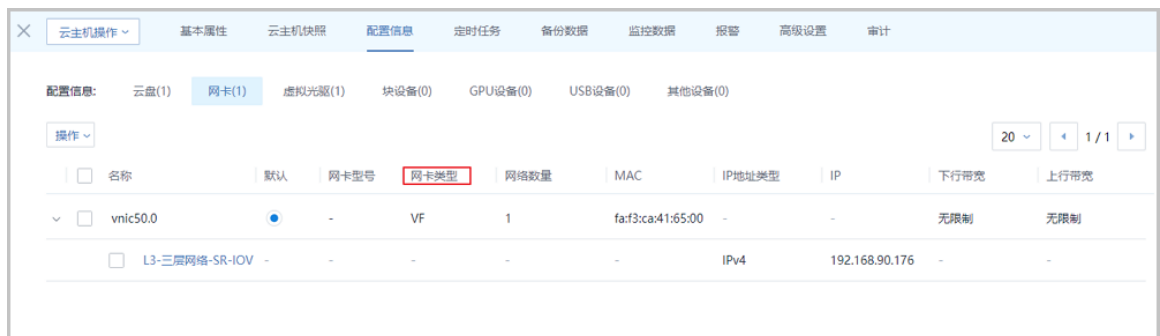 云主机操作 基本属性 云主机快照 配置信息 定时任务 备份数据 监控数据 报警 高级设置 审计
配置信息: 云盘(1) 网卡(1) 虚拟光驱(1) 块设备(0) GPU设备(0) USB设备(0) 其他设备(0)
操作 20 1 / 1
名称 默认 网卡型号 网卡类型 网络数量 MAC IP地址类型 IP 下行带宽 上行带宽
vnic50.0 - VF 1 fa:f3:ca:41:65:00 - - 无限制 无限制
L3-三层网络-SR-IOV - - - - - IPv4 192.168.90.176 - -